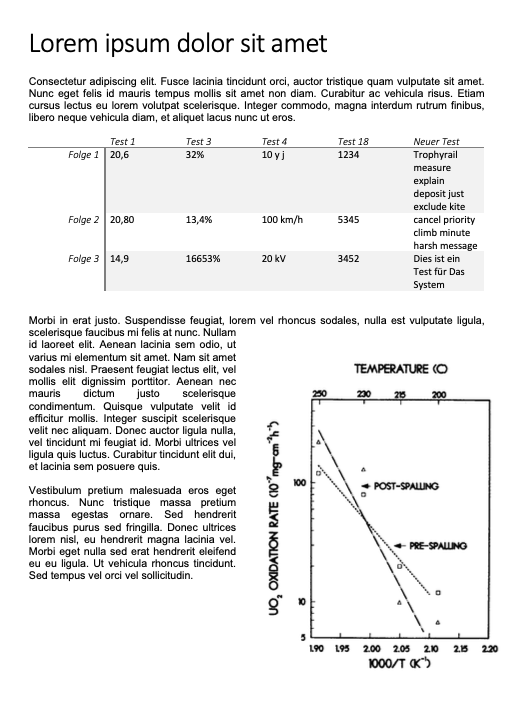 Lorem ipsum dolor sit amet
Consectetur adipiscing elit. Fusce lacinia tincidunt orci, auctor tristique quam vulputate sit amet.
Nunc eget felis id mauris tempus mollis sit amet non diam. Curabitur ac vehicula risus. Etiam
cursus lectus eu lorem volutpat scelerisque. Integer commodo, magna interdum rutrum finibus,
libero neque vehicula diam, et aliquet lacus nunc ut eros.
Test 1 Test 3 Test 4 Test 18 Neuer Test
Folge 1 20,6 32% 10 y j 1234 Trophyrail
measure
explain
deposit just
exclude kite
Folge 2 20,80 13,4% 100 km/h 5345 cancel priority
climb minute
harsh message
Folge 3 14,9 16653% 20 kV 3452 Dies ist ein
Test für Das
System
Morbi in erat justo. Suspendisse feugiat, lorem vel rhoncus sodales, nulla est vulputate ligula,
scelerisque faucibus mi felis at nunc. Nullam
id laoreet elit. Aenean lacinia sem odio, ut
varius mi elementum sit amet. Nam sit amet
sodales nisl. Praesent feugiat lectus elit, vel
mollis elit dignissim porttitor. Aenean nec
mauris dictum justo scelerisque
condimentum. Quisque vulputate velit id
efficitur mollis. Integer suscipit scelerisque
velit nec aliquam. Donec auctor ligula nulla,
vel tincidunt mi feugiat id. Morbi ultrices vel
ligula quis luctus. Curabitur tincidunt elit dui,
et lacinia sem posuere quis.
Vestibulum pretium malesuada eros eget
rhoncus. Nunc tristique massa pretium
massa egestas ornare. Sed hendrerit
faucibus purus sed fringilla. Donec ultrices
lorem nisl, eu hendrerit magna lacinia vel.
Morbi eget nulla sed erat hendrerit eleifend
eu eu ligula. Ut vehicula rhoncus tincidunt.
Sed tempus vel orci vel sollicitudin.
TEMPERATURE (C)
250 230 215 200
100
10
5
POST-SPALLING
PRE-SPALLING
UO₂ OXIDATION RATE (10⁻⁷mg-cm⁻²h⁻¹)
1.90 1.95 2.00 2.05 2.10 2.15 2.20
1000/T (K⁻¹)